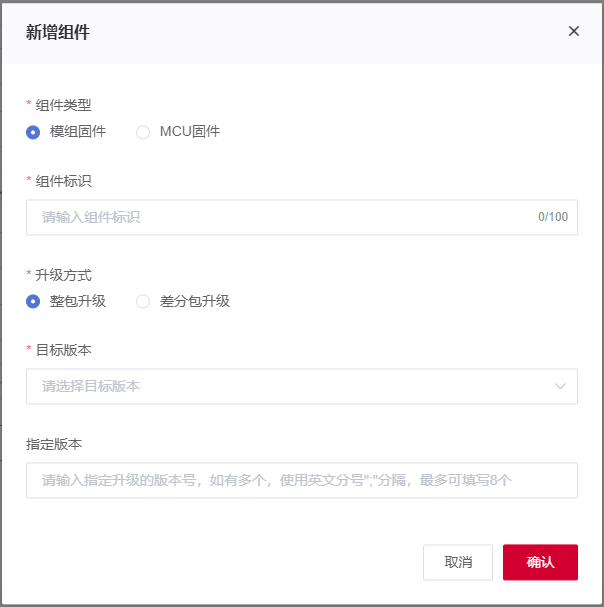 新增组件
* 组件类型
模组固件 MCU固件
* 组件标识
请输入组件标识 0/100
* 升级方式
整包升级 差分包升级
* 目标版本
请选择目标版本
指定版本
请输入指定升级的版本号，如有多个，使用英文分号";"分隔，最多可填写8个
取消 确认